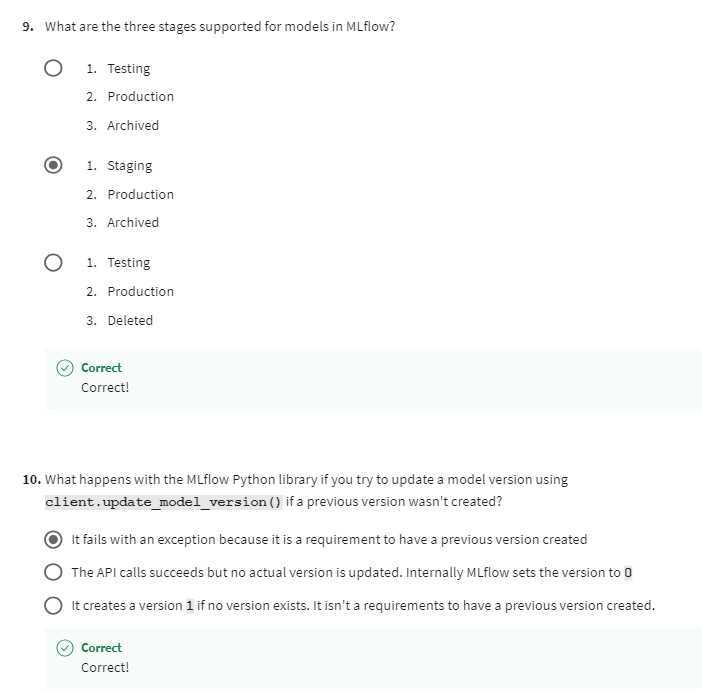 9. What are the three stages supported for models in MLflow?
1. Testing
2. Production
3. Archived
1. Staging
2. Production
3. Archived
1. Testing
2. Production
3. Deleted
Correct
Correct!
10. What happens with the MLflow Python library if you try to update a model version using
client.update_model_version() if a previous version wasn't created?
It fails with an exception because it is a requirement to have a previous version created
The API calls succeeds but no actual version is updated. Internally MLflow sets the version to 0
It creates a version 1 if no version exists. It isn't a requirements to have a previous version created.
Correct
Correct!